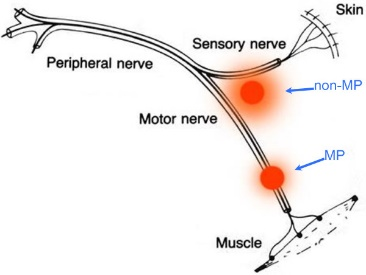 Skin
Sensory nerve
Peripheral nerve
non-MP
Motor nerve
MP
Muscle